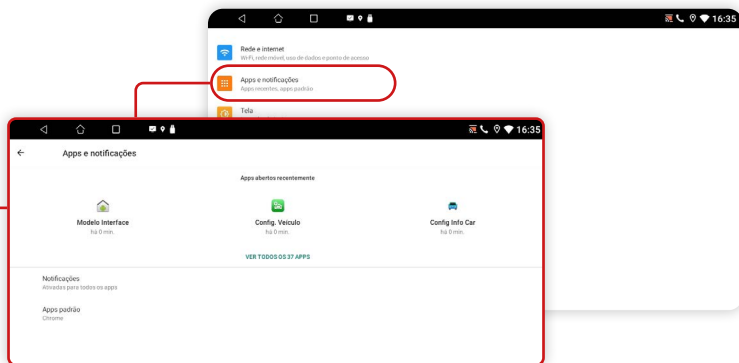 16:35
Rede e internet
Wi-Fi, rede móvel, uso de dados e ponto de acesso
Apps e notificações
Apps recentes, apps padrão
Tela
16:35
Apps e notificações
Apps abertos recentemente
Modelo Interface
há 0 min.
Config. Veículo
há 0 min.
Config Info Car
há 0 min.
VER TODOS OS 37 APPS
Notificações
Ativadas para todos os apps
Apps padrão
Chrome